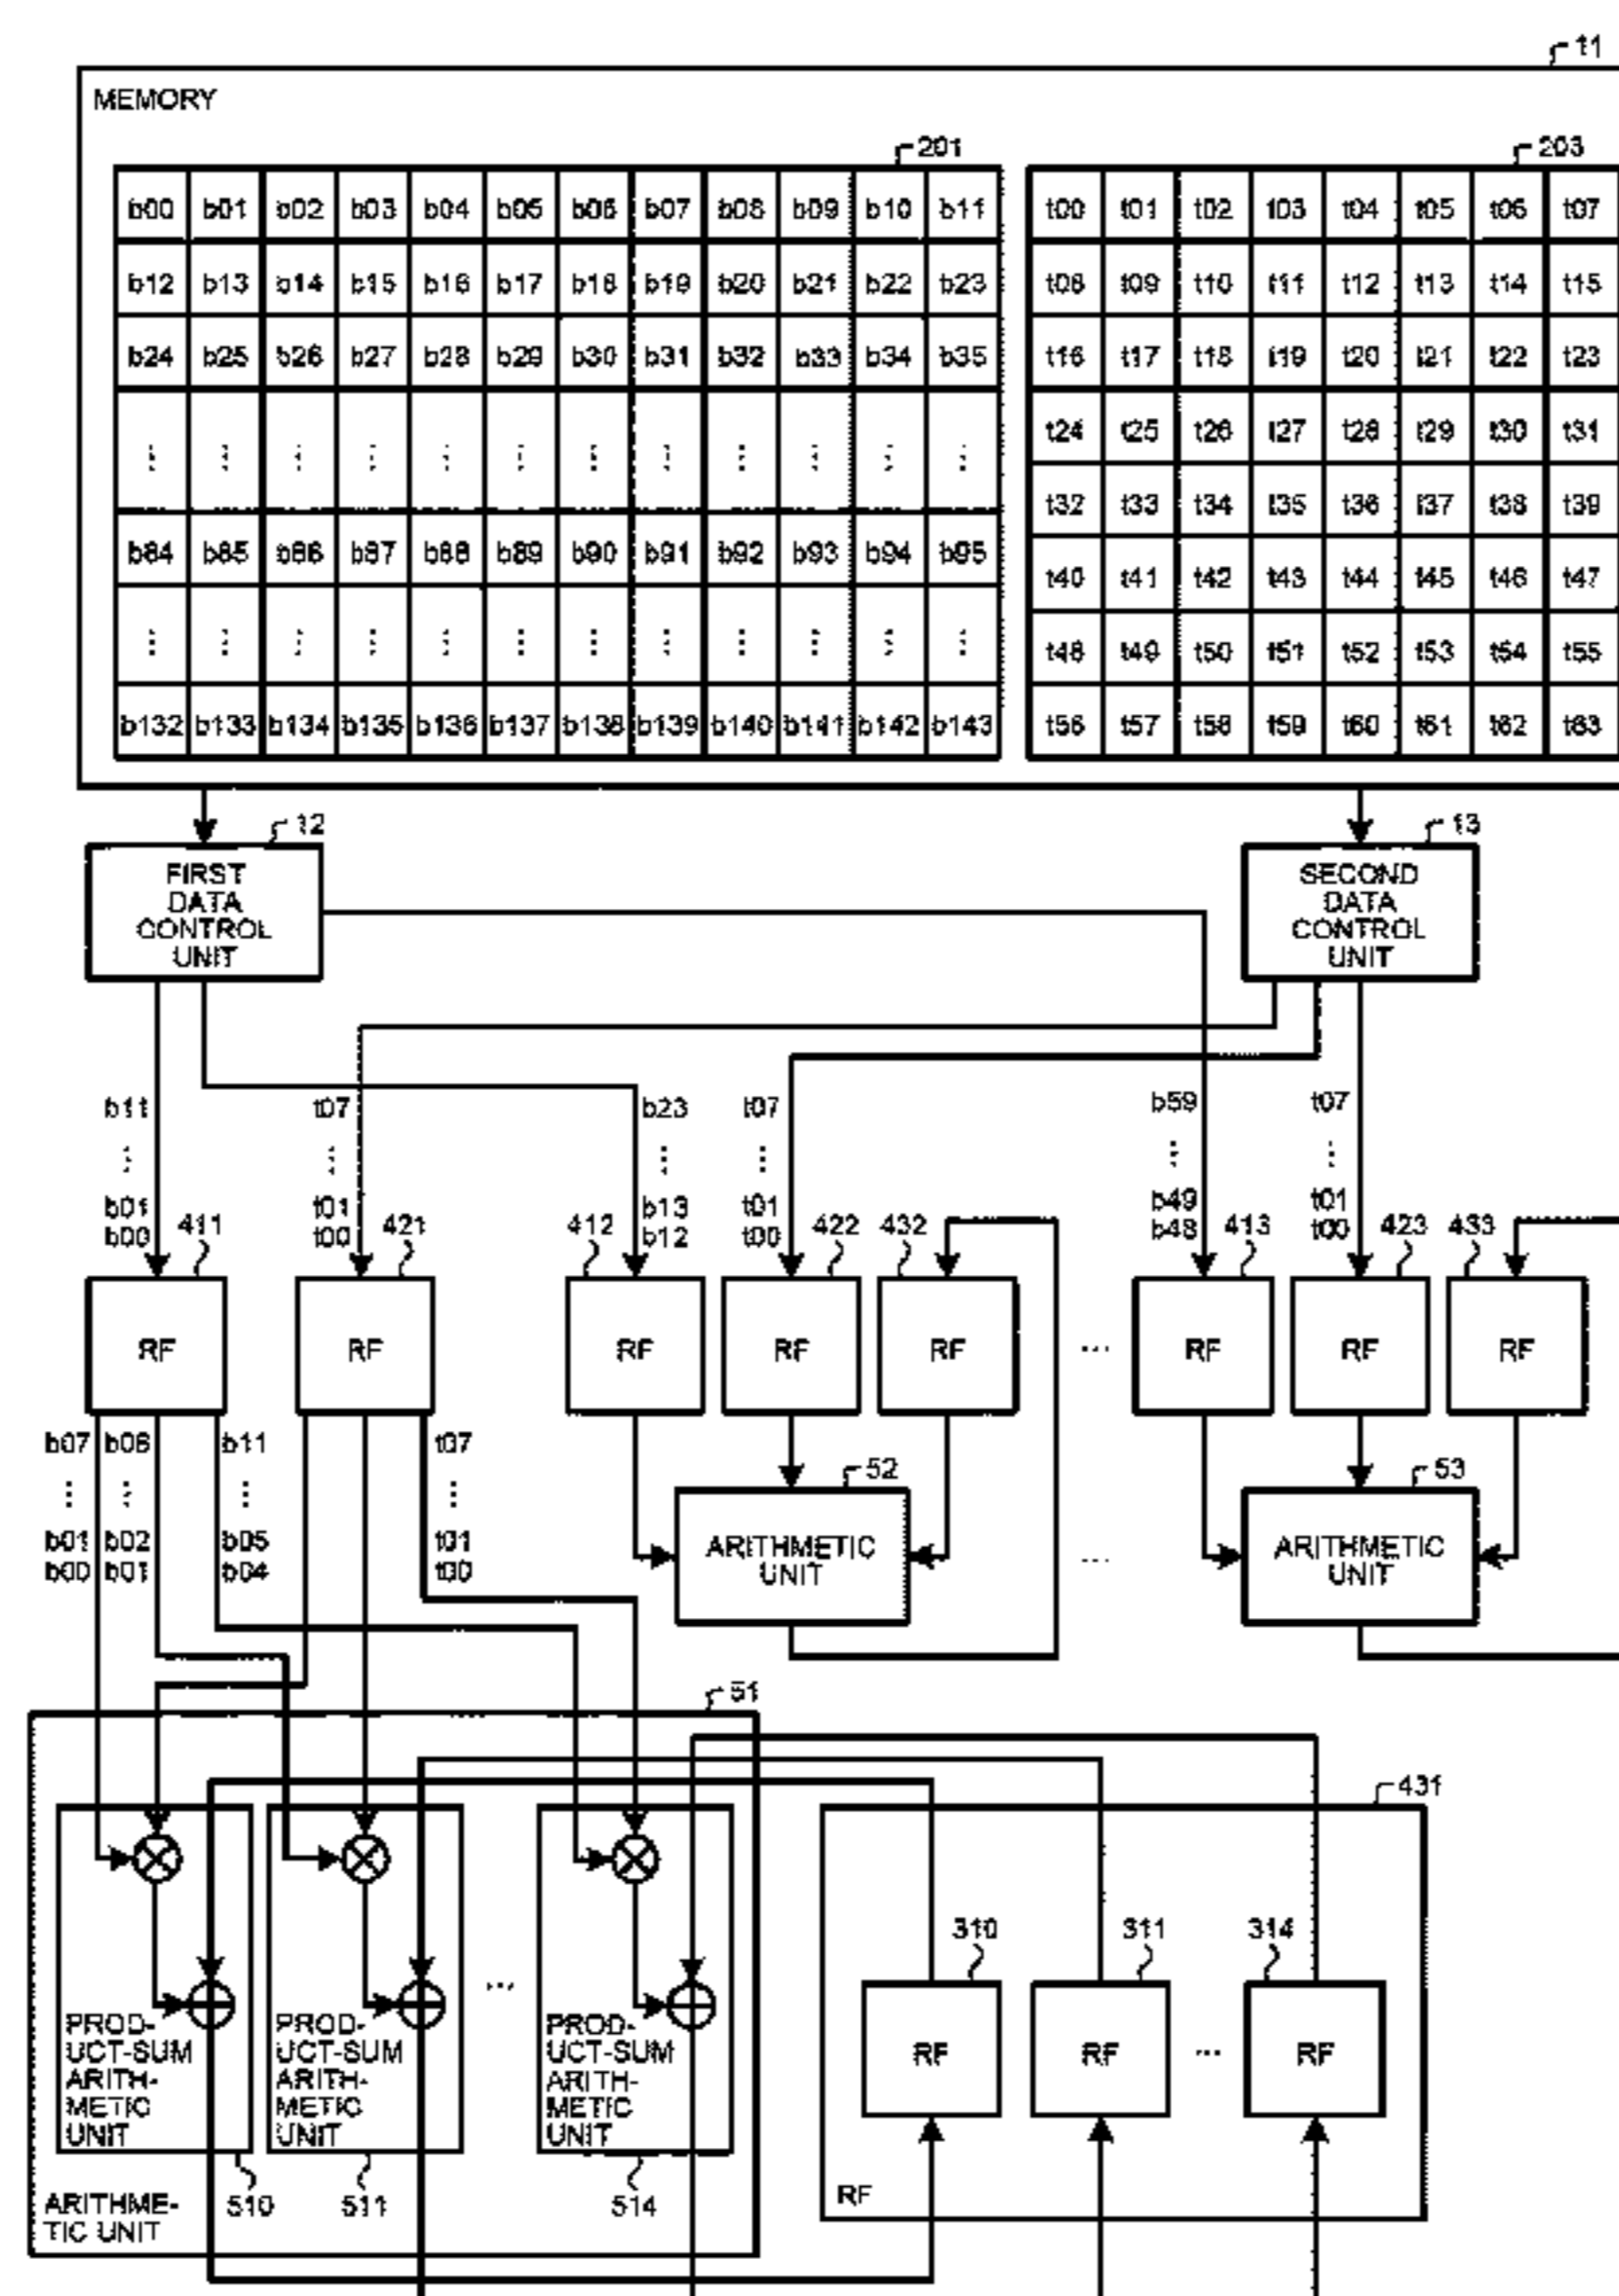 11
MEMORY
201
203
b00 b01 b02 b03 b04 b05 b06 b07 b08 b09 b10 b11
t00 t01 t02 t03 t04 t05 t06 t07
b12 b13 b14 b15 b16 b17 b18 b19 b20 b21 b22 b23
t08 t09 t10 t11 t12 t13 t14 t15
b24 b25 b26 b27 b28 b29 b30 b31 b32 b33 b34 b35
t16 t17 t18 t19 t20 t21 t22 t23
⋮ ⋮ ⋮ ⋮ ⋮ ⋮ ⋮ ⋮ ⋮ ⋮ ⋮ ⋮
t24 t25 t26 t27 t28 t29 t30 t31
t32 t33 t34 t35 t36 t37 t38 t39
b84 b85 b86 b87 b88 b89 b90 b91 b92 b93 b94 b95
t40 t41 t42 t43 t44 t45 t46 t47
⋮ ⋮ ⋮ ⋮ ⋮ ⋮ ⋮ ⋮ ⋮ ⋮ ⋮ ⋮
t48 t49 t50 t51 t52 t53 t54 t55
b132 b133 b134 b135 b136 b137 b138 b139 b140 b141 b142 b143
t56 t57 t58 t59 t60 t61 t62 t63
12
FIRST
DATA
CONTROL
UNIT
13
SECOND
DATA
CONTROL
UNIT
b11 t07 b23 t07 b59 t07
⋮ ⋮ ⋮ ⋮ ⋮ ⋮
b01 t01 b13 t01 b49 t01
b00 t00 b12 t00 b48 t00
411 421 412 422 432 413 423 433
RF RF RF RF RF ... RF RF RF
b07 b08 b11 t07
⋮ ⋮ ⋮ ⋮
b01 b02 b05 t01
b00 b01 b04 t00
52
ARITHMETIC
UNIT
...
53
ARITHMETIC
UNIT
51
431
310 311 314
RF RF ... RF
RF
PROD-
UCT-SUM
ARITH-
METIC
UNIT
510
PROD-
UCT-SUM
ARITH-
METIC
UNIT
511
...
PROD-
UCT-SUM
ARITH-
METIC
UNIT
514
ARITHME-
TIC UNIT